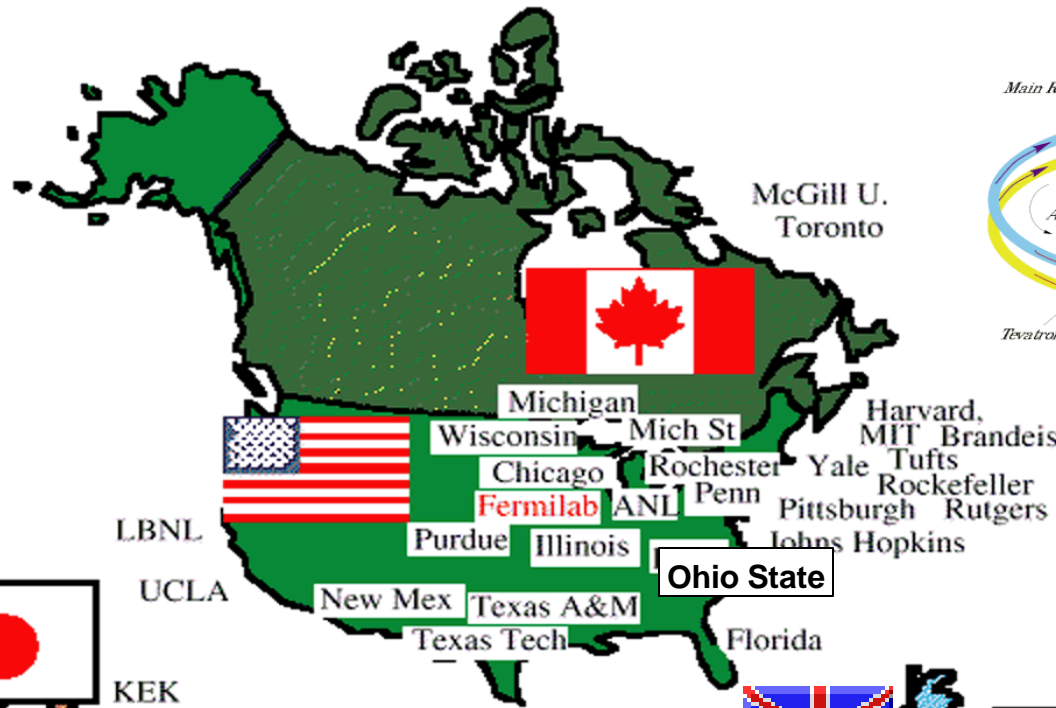 Main
McGill U.
Toronto
Michigan
Harvard,
Wisconsin
Mich St
MIT Brandeis
Chicago
Rochester
Yale
Tufts
Rockefeller
Fermilab
ANL
Penn
Pittsburgh
Rutgers
LBNL
Purdue
Illinois
Johns Hopkins
Ohio State
UCLA
New Mex
Texas A&M
Texas Tech
Florida
KEK